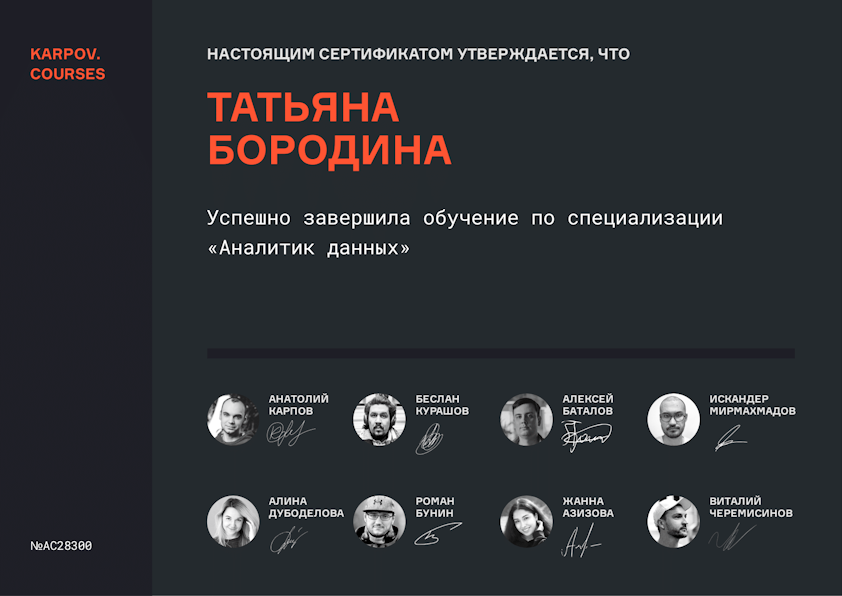 KARPOV.
COURSES
НАСТОЯЩИМ СЕРТИФИКАТОМ УТВЕРЖДАЕТСЯ, ЧТО
ТАТЬЯНА
БОРОДИНА
Успешно завершила обучение по специализации
«Аналитик данных»
АНАТОЛИЙ
КАРПОВ
БЕСЛАН
КУРАШОВ
АЛЕКСЕЙ
БАТАЛОВ
ИСКАНДЕР
МИРМАХМАДОВ
АЛИНА
ДУБОДЕЛОВА
РОМАН
БУНИН
ЖАННА
АЗИЗОВА
ВИТАЛИЙ
ЧЕРЕМИСИНОВ
№AC28300